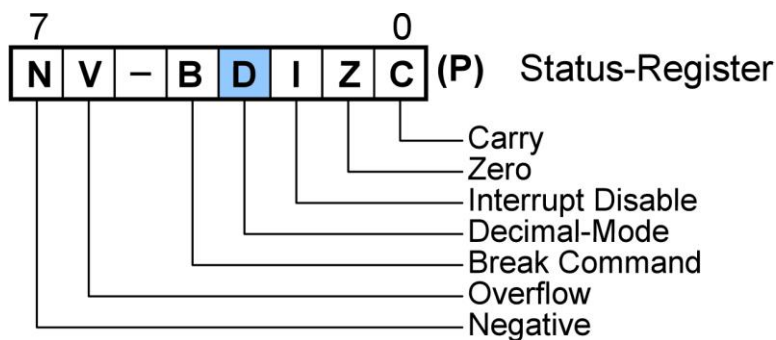 7 0
N V – B D I Z C (P) Status-Register
Carry
Zero
Interrupt Disable
Decimal-Mode
Break Command
Overflow
Negative